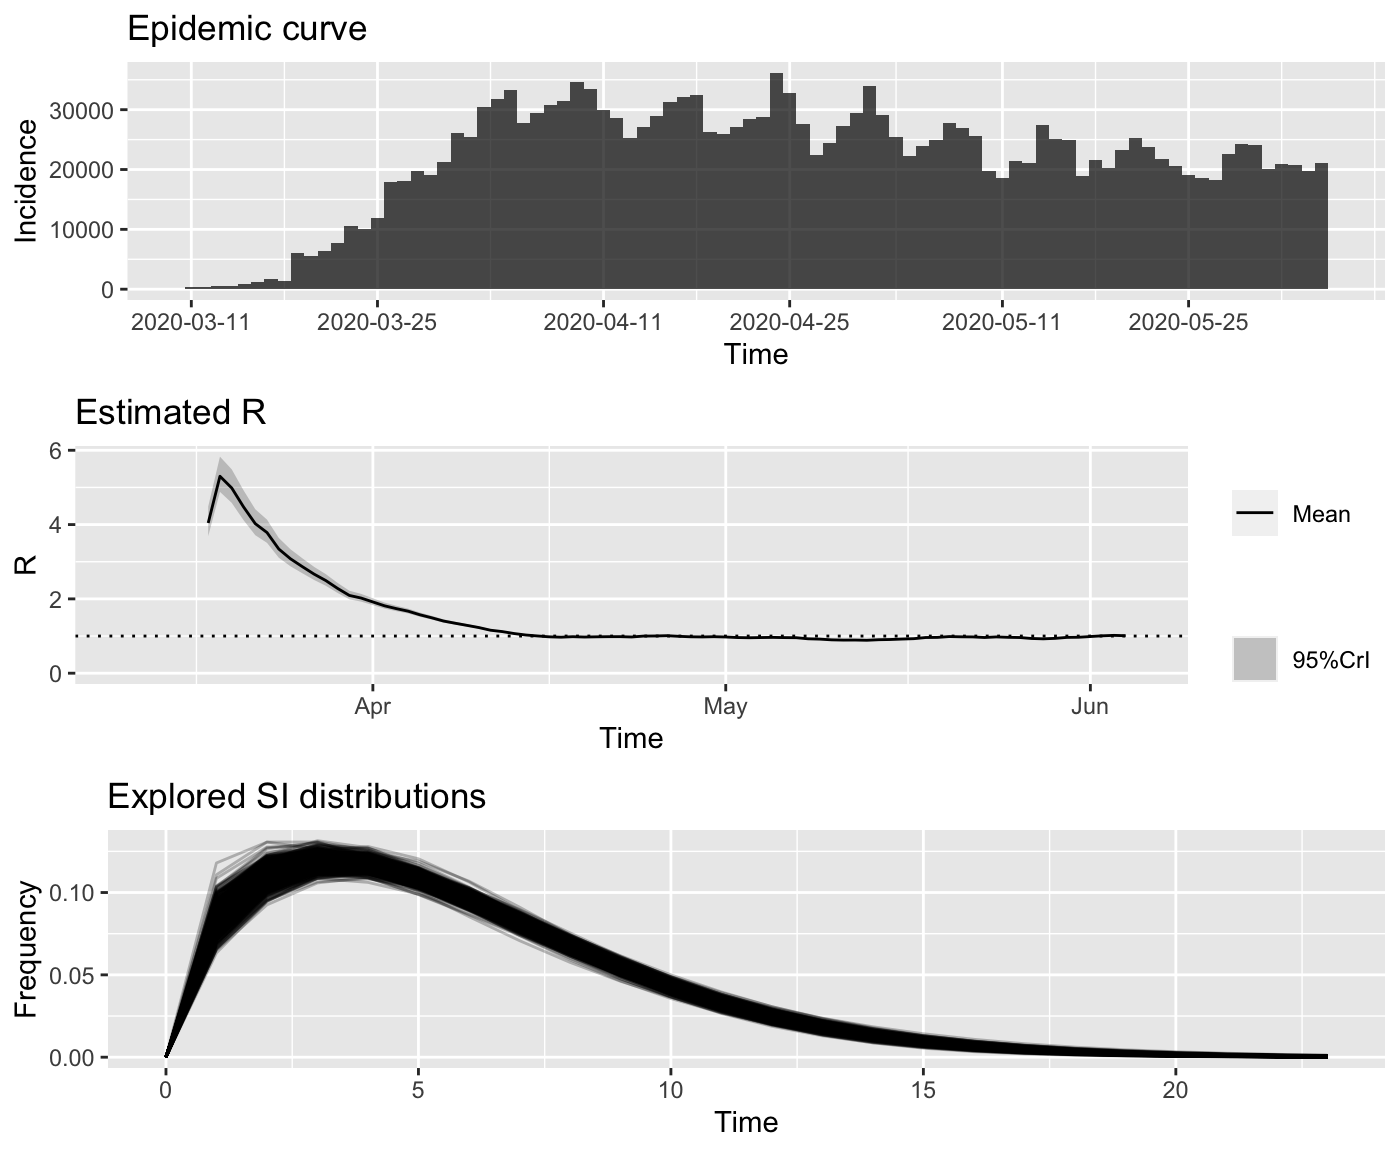 Epidemic curve
Incidence
30000
20000
10000
0
2020-03-11 2020-03-25 2020-04-11 2020-04-25 2020-05-11 2020-05-25
Time
Estimated R
R
6
4
2
0
Apr May Jun
Time
Mean
95%CrI
Explored SI distributions
Frequency
0.10
0.05
0.00
0 5 10 15 20
Time